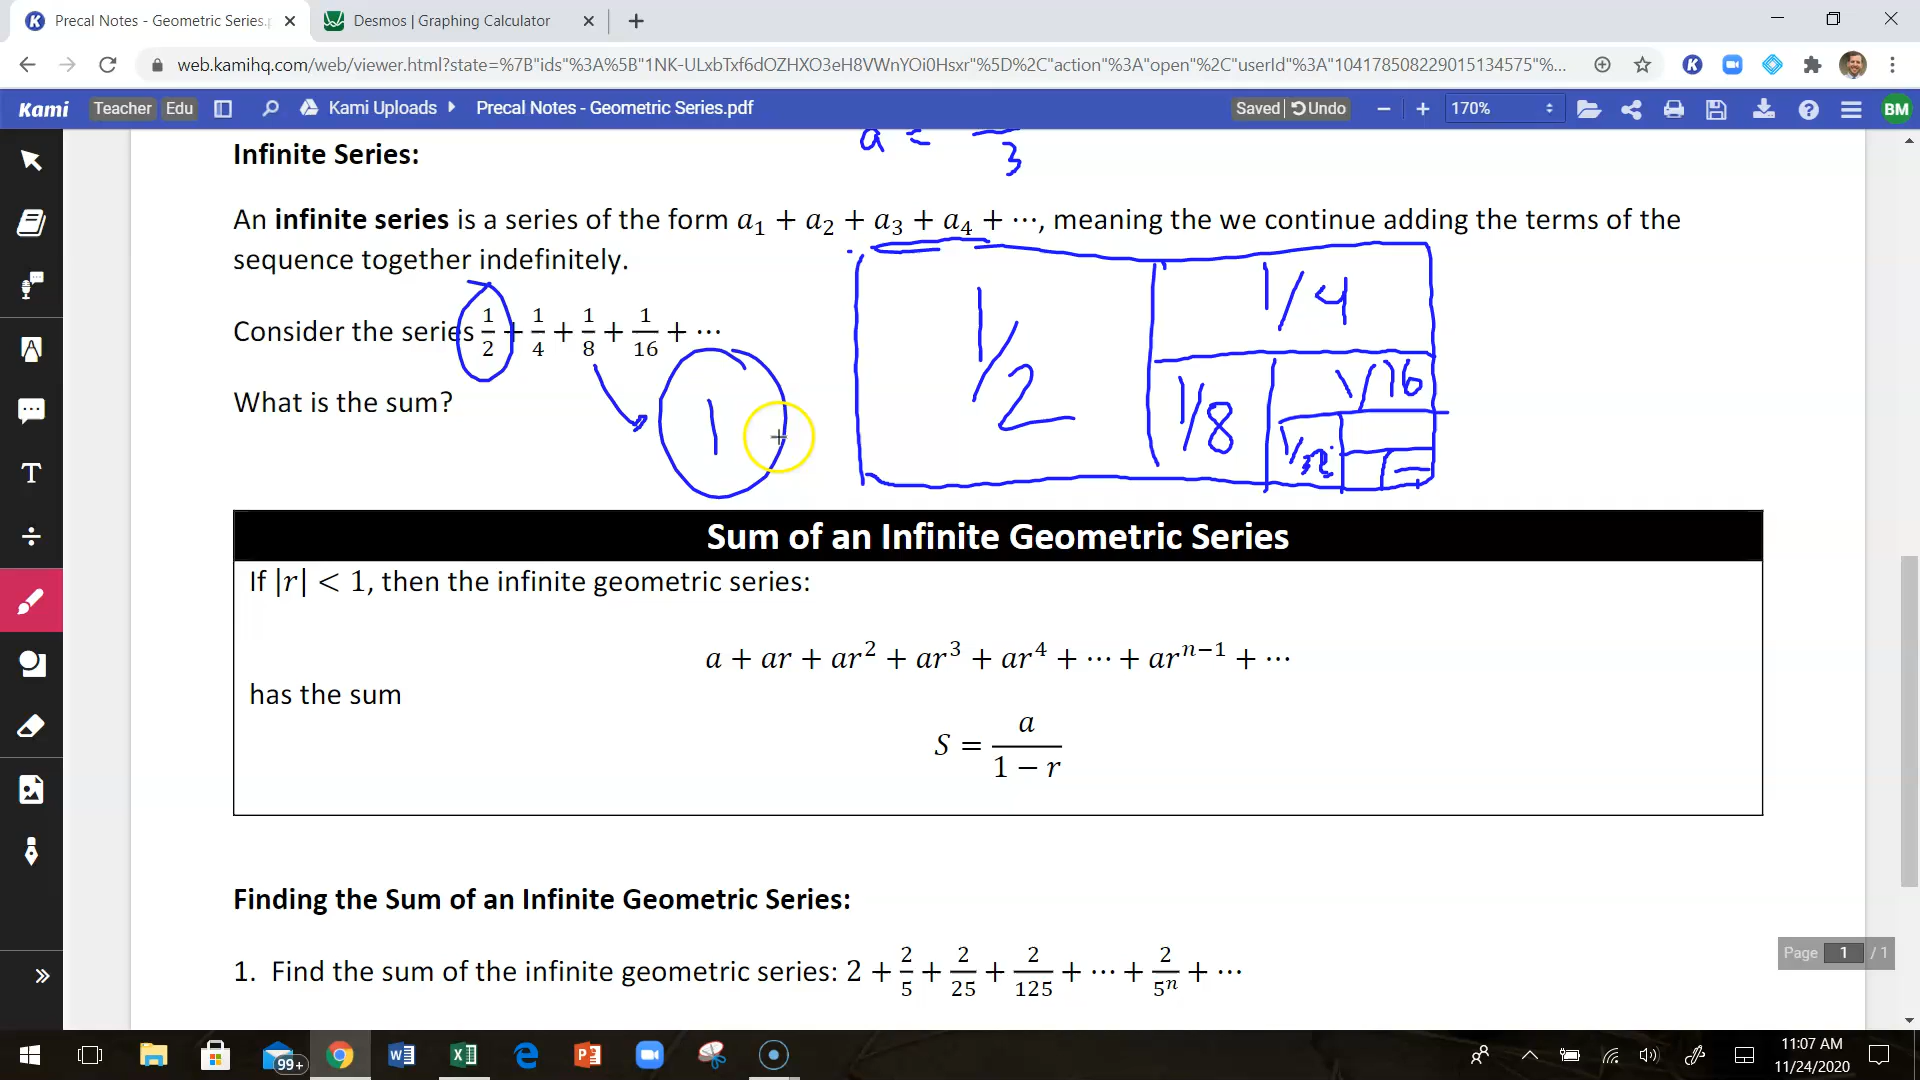 Precal Notes - Geometric Series.p
Desmos | Graphing Calculator
web.kamihq.com/web/viewer.html?state=%7B"ids"%3A%5B"1NK-ULxbTxf6dOZHXO3eH8VWnYOi0Hsxr"%5D%2C"action"%3A"open"%2C"userId"%3A"104178508229015134575"%...
Kami Teacher Edu Kami Uploads Precal Notes - Geometric Series.pdf Saved Undo 170% BM
a = 3
Infinite Series:
An infinite series is a series of the form a₁ + a₂ + a₃ + a₄ + ⋯, meaning the we continue adding the terms of the
sequence together indefinitely.
Consider the series 1/2 + 1/4 + 1/8 + 1/16 + ⋯
What is the sum?
1
1/2
1/4
1/8
1/16
1/32
Sum of an Infinite Geometric Series
If |r| < 1, then the infinite geometric series:
a + ar + ar² + ar³ + ar⁴ + ⋯ + arⁿ⁻¹ + ⋯
has the sum
S = a/(1 − r)
Finding the Sum of an Infinite Geometric Series:
1. Find the sum of the infinite geometric series: 2 + 2/5 + 2/25 + 2/125 + ⋯ + 2/5ⁿ + ⋯
Page 1 / 1
99+
11:07 AM
11/24/2020